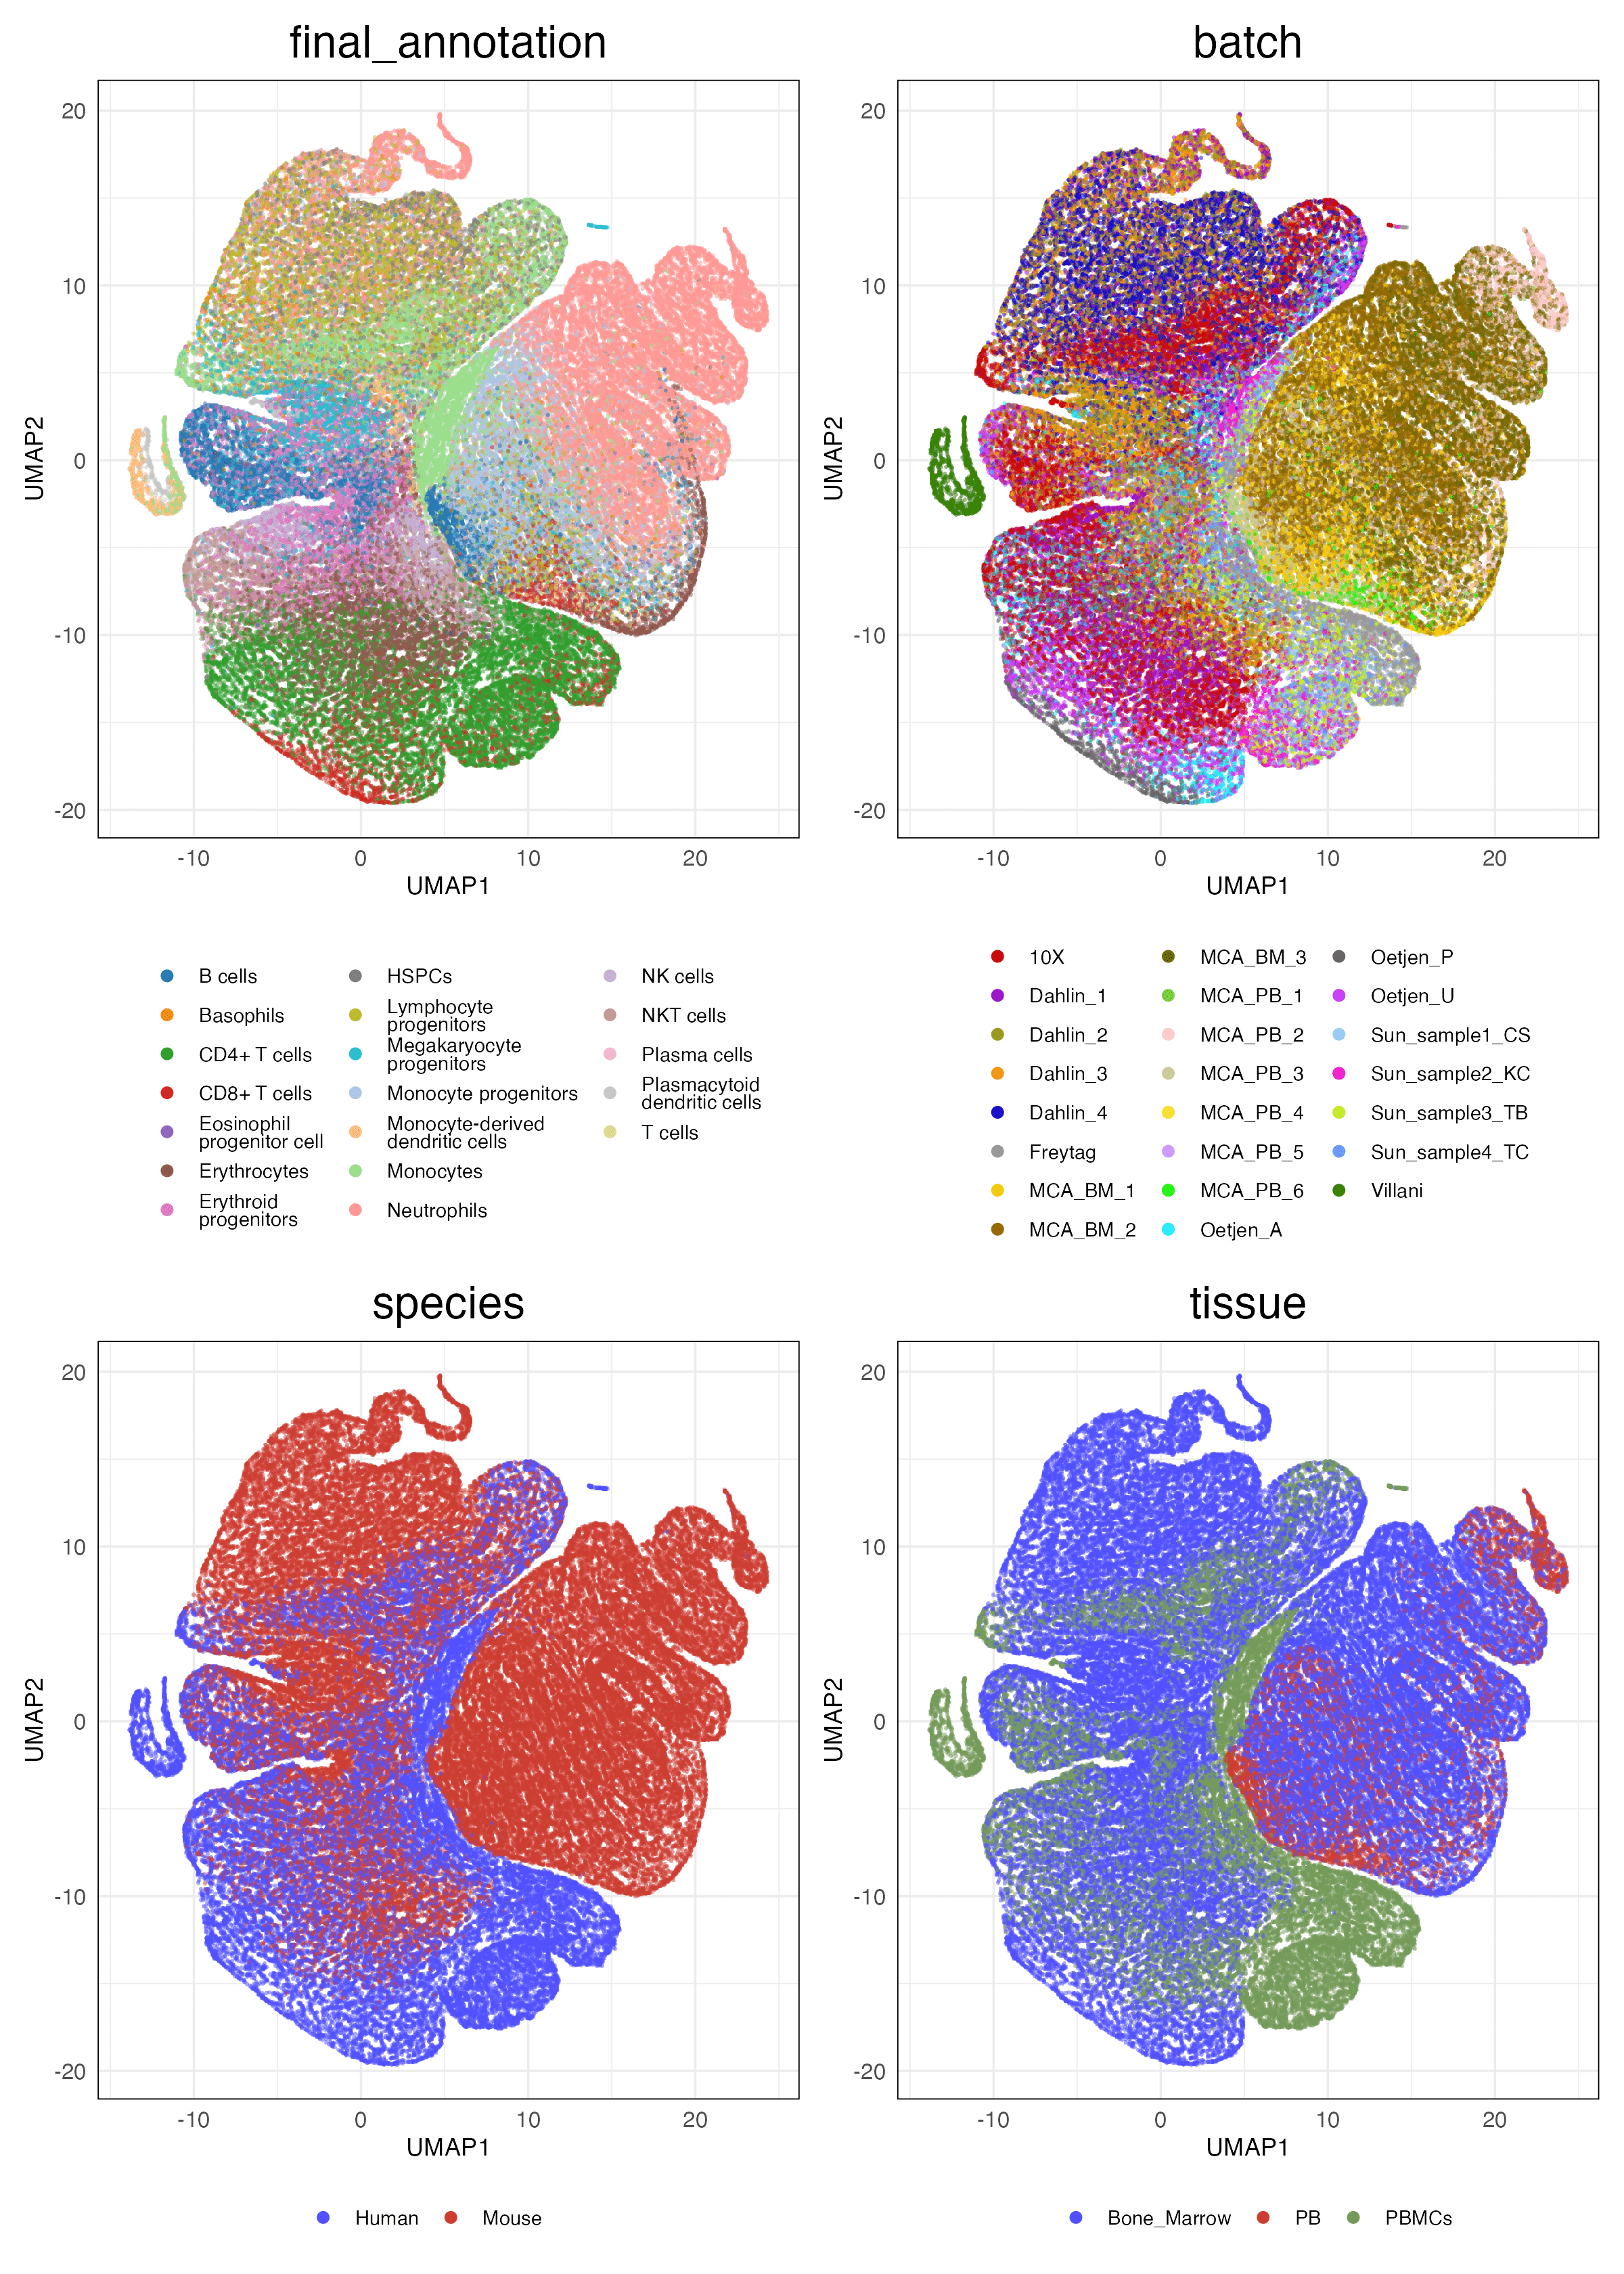 final_annotation
batch
20
10
0
-10
-20
UMAP2
-10 0 10 20
UMAP1
20
10
0
-10
-20
UMAP2
-10 0 10 20
UMAP1
B cells
Basophils
CD4+ T cells
CD8+ T cells
Eosinophil
progenitor cell
Erythrocytes
Erythroid
progenitors
HSPCs
Lymphocyte
progenitors
Megakaryocyte
progenitors
Monocyte progenitors
Monocyte-derived
dendritic cells
Monocytes
Neutrophils
NK cells
NKT cells
Plasma cells
Plasmacytoid
dendritic cells
T cells
10X
Dahlin_1
Dahlin_2
Dahlin_3
Dahlin_4
Freytag
MCA_BM_1
MCA_BM_2
MCA_BM_3
MCA_PB_1
MCA_PB_2
MCA_PB_3
MCA_PB_4
MCA_PB_5
MCA_PB_6
Oetjen_A
Oetjen_P
Oetjen_U
Sun_sample1_CS
Sun_sample2_KC
Sun_sample3_TB
Sun_sample4_TC
Villani
species
tissue
20
10
0
-10
-20
UMAP2
-10 0 10 20
UMAP1
20
10
0
-10
-20
UMAP2
-10 0 10 20
UMAP1
Human Mouse
Bone_Marrow PB PBMCs